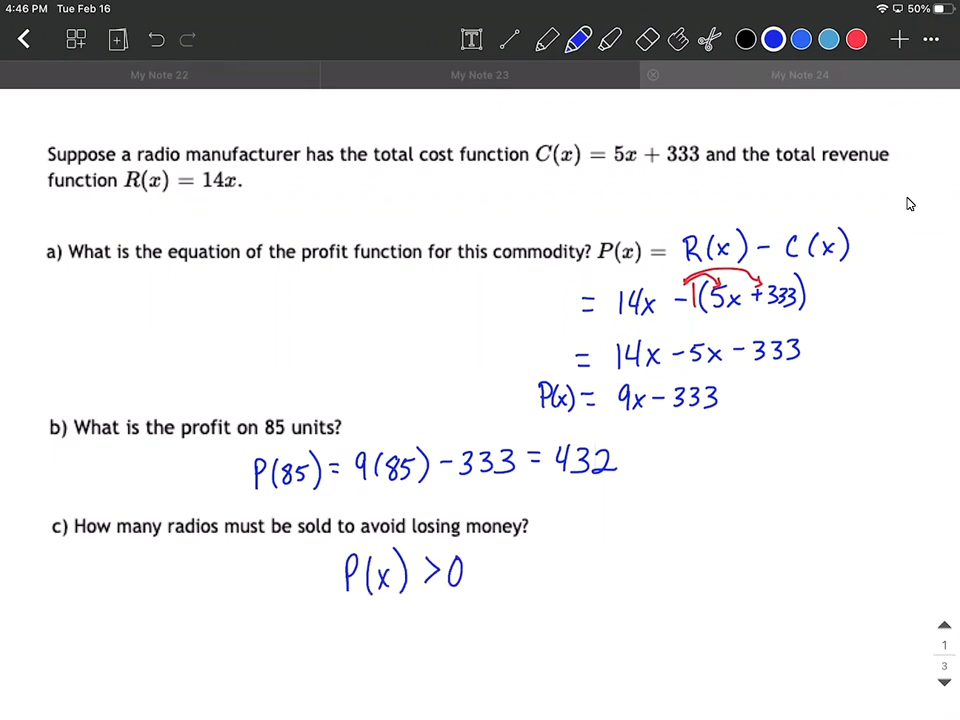 4:46 PM Tue Feb 16 50%
T
My Note 22 My Note 23 My Note 24
Suppose a radio manufacturer has the total cost function C(x) = 5x + 333 and the total revenue
function R(x) = 14x.
a) What is the equation of the profit function for this commodity? P(x) = R(x) - C(x)
= 14x -1(5x +333)
= 14x -5x -333
P(x) = 9x - 333
b) What is the profit on 85 units?
P(85) = 9(85) -333 = 432
c) How many radios must be sold to avoid losing money?
P(x) >0
1
3